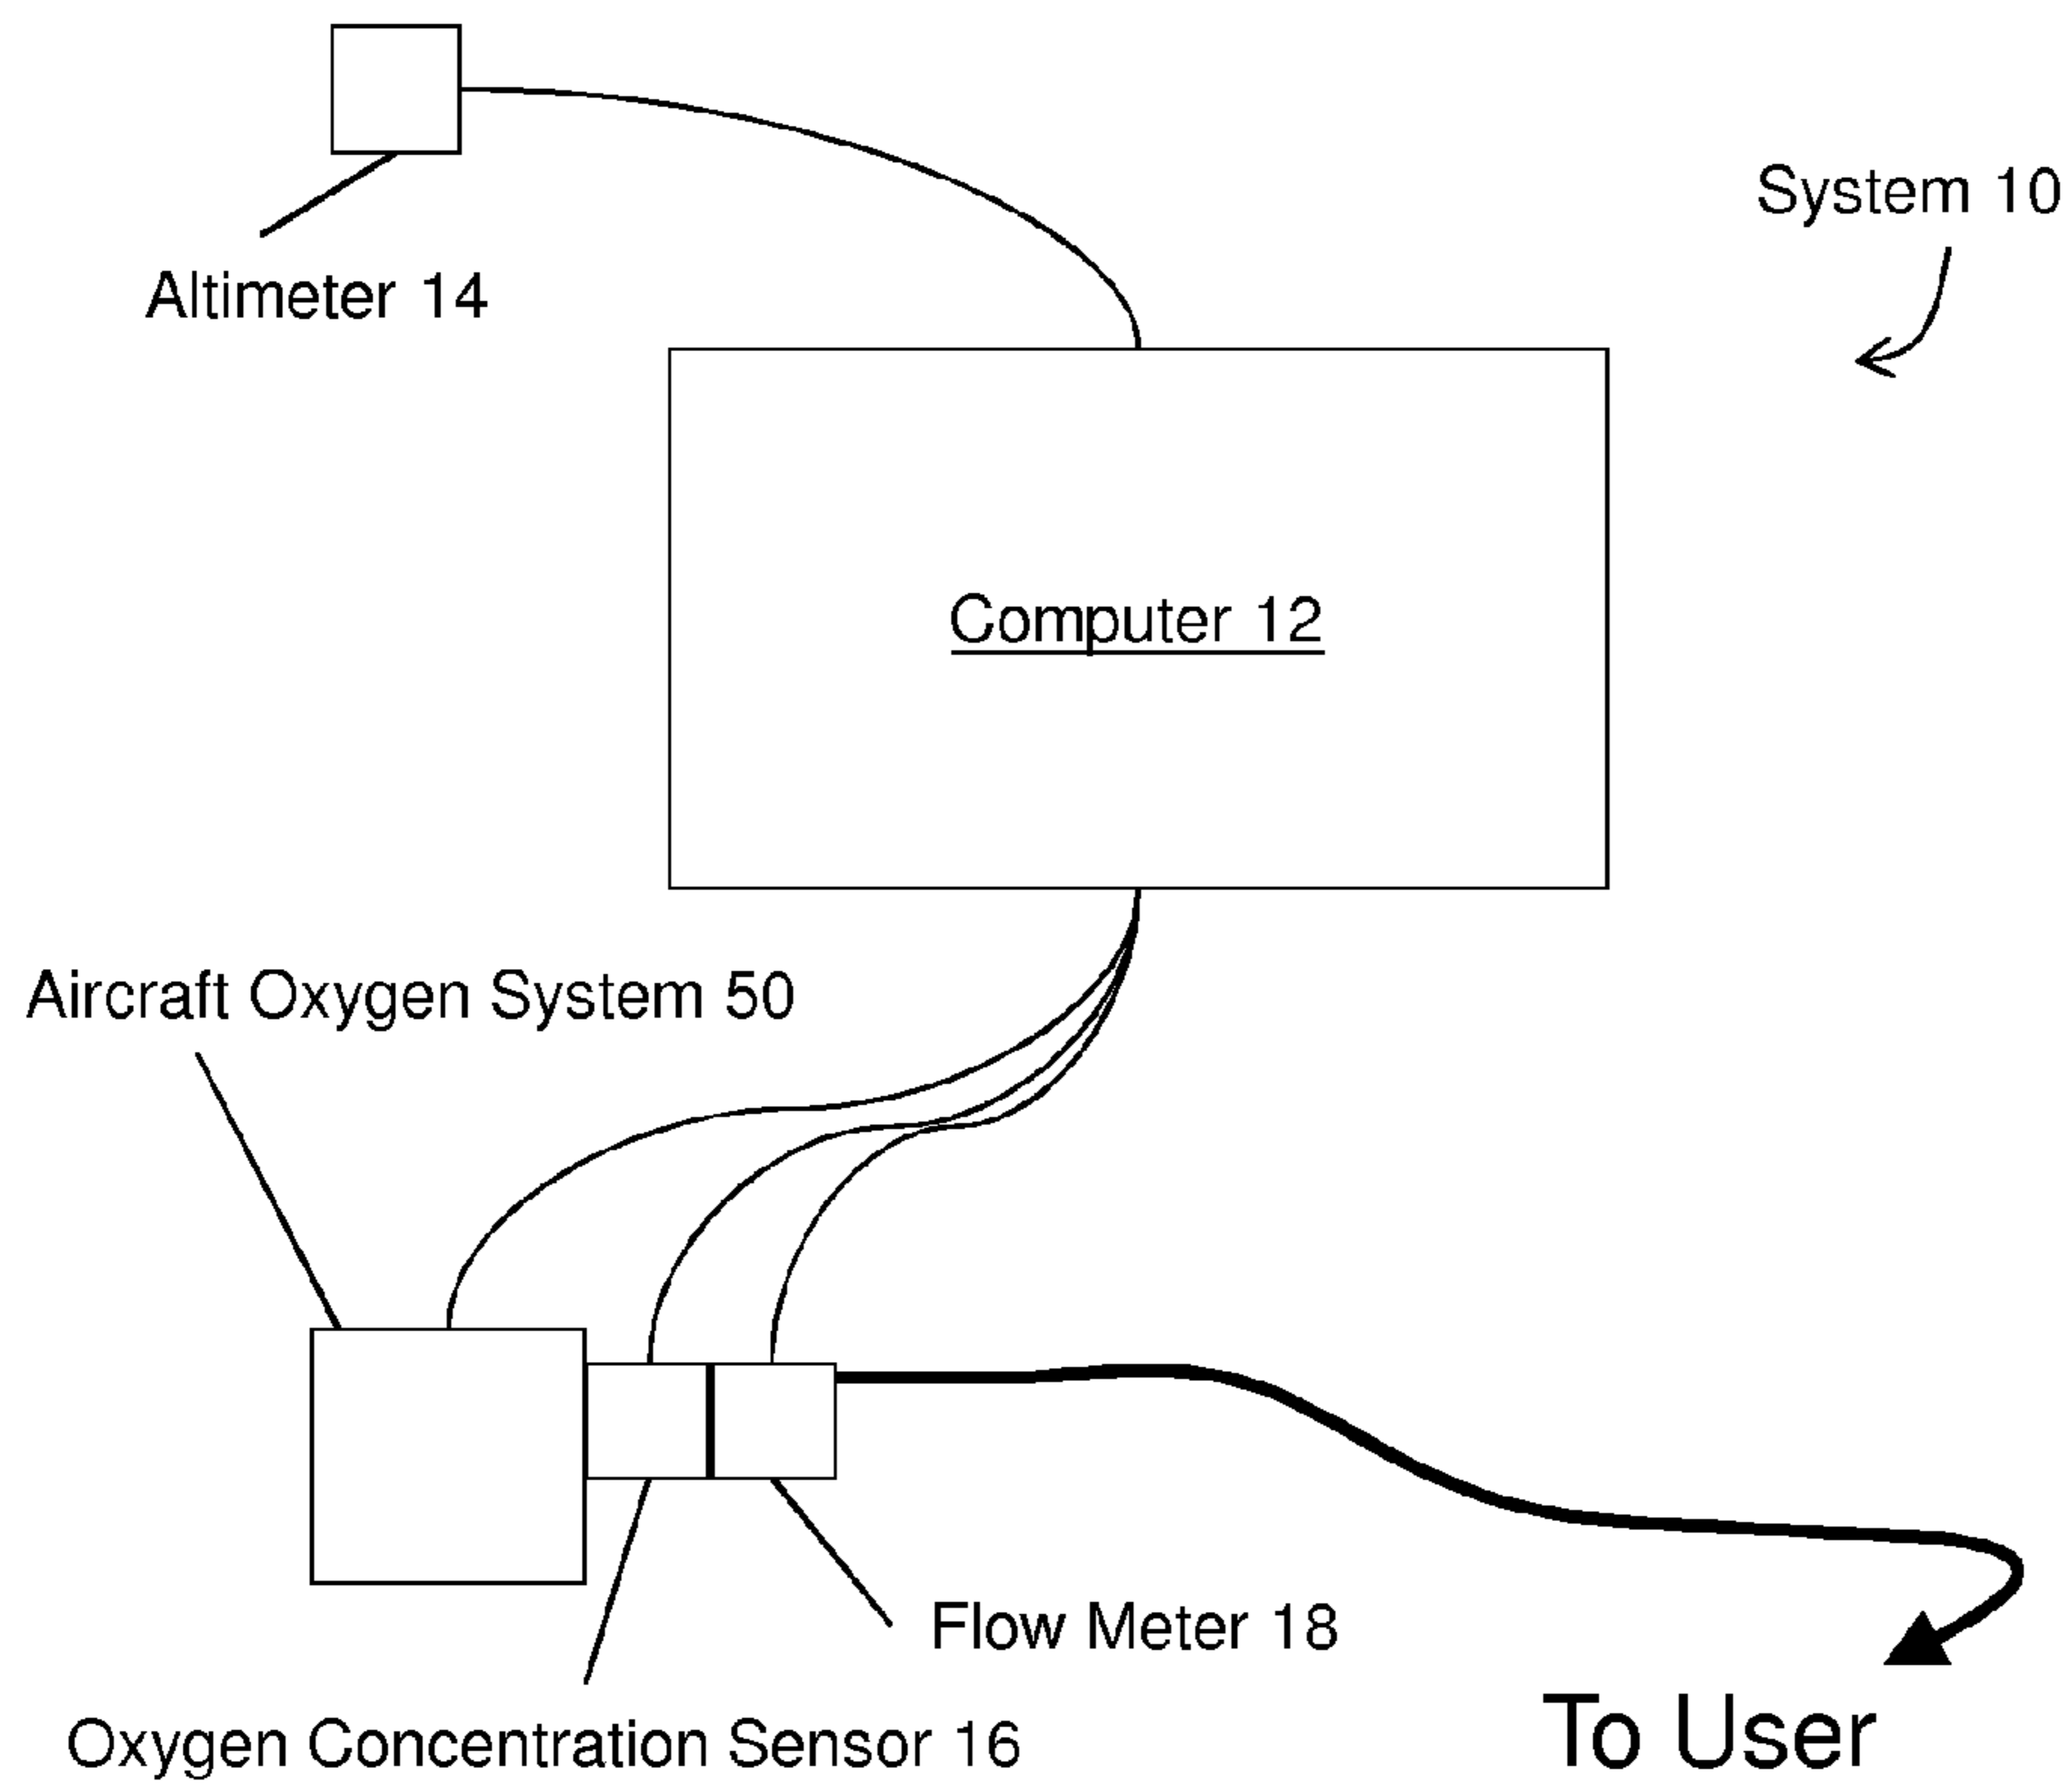 System 10
Altimeter 14
Computer 12
Aircraft Oxygen System 50
Flow Meter 18
Oxygen Concentration Sensor 16
To User